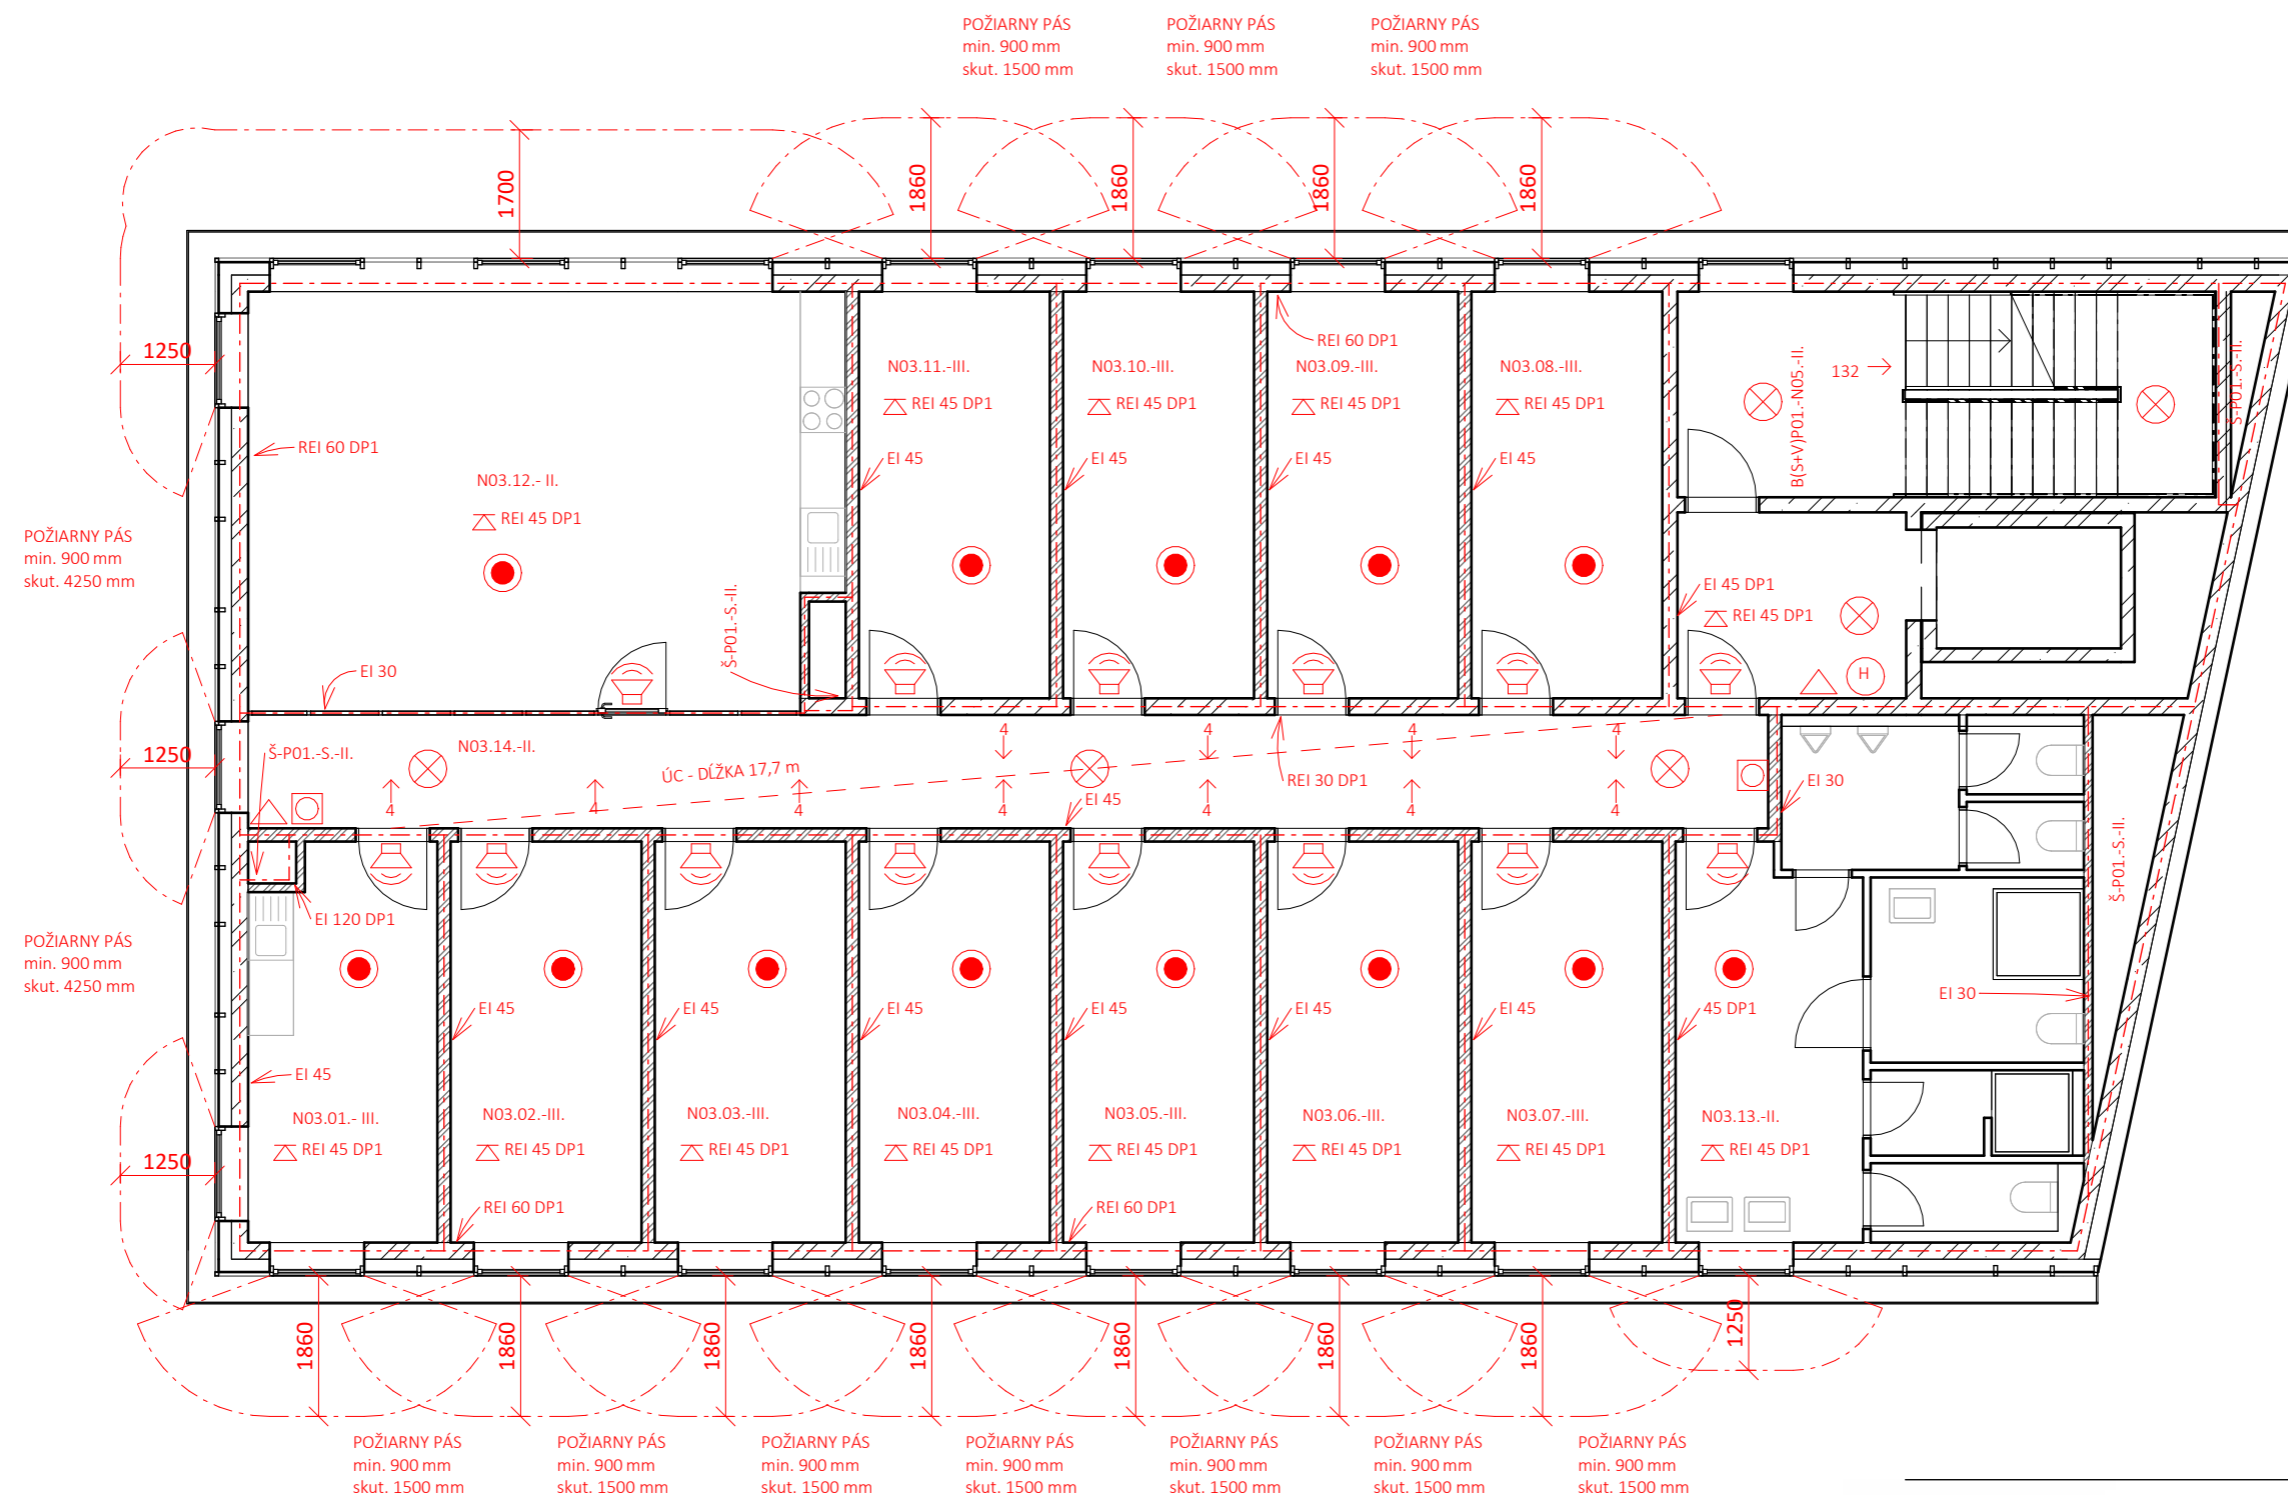 POŽIARNY PÁS
min. 900 mm
skut. 1500 mm
POŽIARNY PÁS
min. 900 mm
skut. 1500 mm
POŽIARNY PÁS
min. 900 mm
skut. 1500 mm
1700
1860
1860
1860
1860
1250
REI 60 DP1
N03.12.- II.
REI 45 DP1
N03.11.-III.
REI 45 DP1
EI 45
N03.10.-III.
REI 45 DP1
EI 45
REI 60 DP1
N03.09.-III.
REI 45 DP1
EI 45
N03.08.-III.
REI 45 DP1
EI 45
B(S+V)P01.-N05.-II.
132
Š-P01.-S.-II.
POŽIARNY PÁS
min. 900 mm
skut. 4250 mm
Š-P01.-S.-II.
EI 45 DP1
REI 45 DP1
H
EI 30
1250
Š-P01.-S.-II.
N03.14.-II.
ÚC - DĹŽKA 17,7 m
4
4
4
4
4
4
4
4
4
4
4
REI 30 DP1
EI 45
EI 30
Š-P01.-S.-II.
EI 120 DP1
POŽIARNY PÁS
min. 900 mm
skut. 4250 mm
EI 45
EI 45
EI 45
EI 45
EI 45
EI 45
45 DP1
EI 30
EI 45
1250
N03.01.- III.
REI 45 DP1
N03.02.-III.
REI 45 DP1
REI 60 DP1
N03.03.-III.
REI 45 DP1
N03.04.-III.
REI 45 DP1
N03.05.-III.
REI 45 DP1
REI 60 DP1
N03.06.-III.
REI 45 DP1
N03.07.-III.
REI 45 DP1
N03.13.-II.
REI 45 DP1
1860
1860
1860
1860
1860
1860
1860
1250
POŽIARNY PÁS
min. 900 mm
skut. 1500 mm
POŽIARNY PÁS
min. 900 mm
skut. 1500 mm
POŽIARNY PÁS
min. 900 mm
skut. 1500 mm
POŽIARNY PÁS
min. 900 mm
skut. 1500 mm
POŽIARNY PÁS
min. 900 mm
skut. 1500 mm
POŽIARNY PÁS
min. 900 mm
skut. 1500 mm
POŽIARNY PÁS
min. 900 mm
skut. 1500 mm